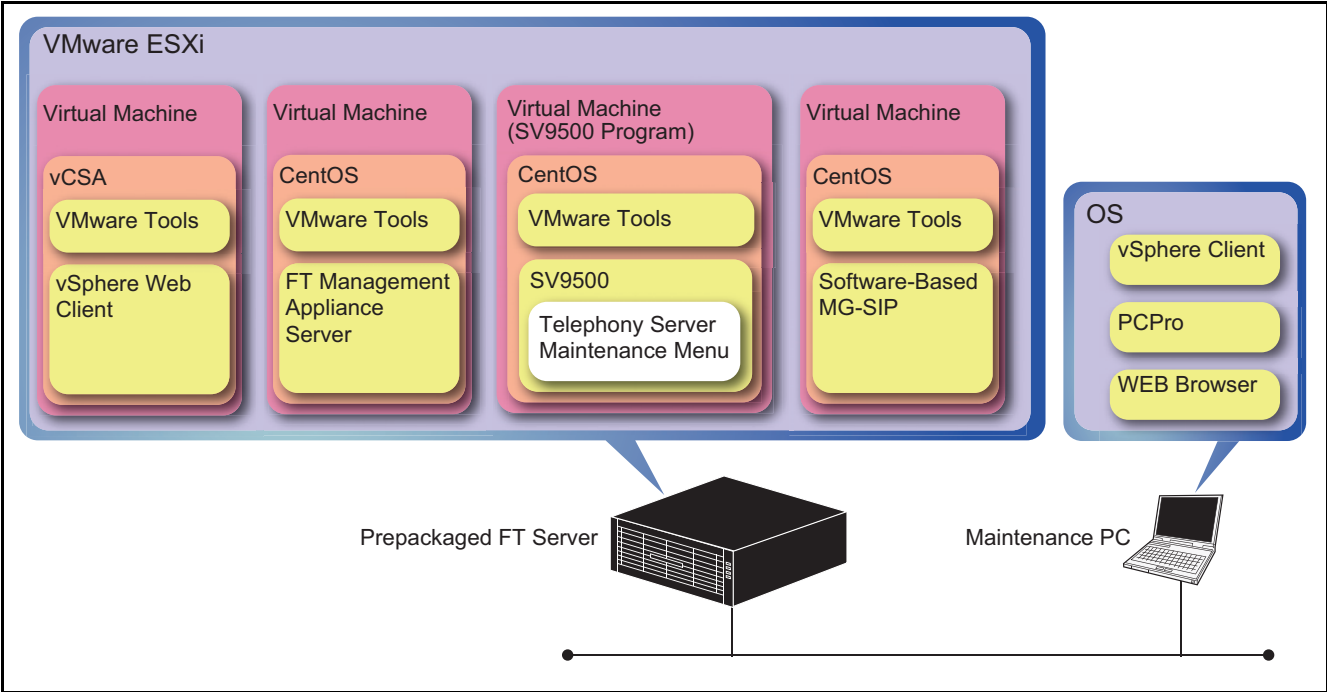 VMware ESXi
Virtual Machine
vCSA
VMware Tools
vSphere Web
Client
Virtual Machine
CentOS
VMware Tools
FT Management
Appliance
Server
Virtual Machine
(SV9500 Program)
CentOS
VMware Tools
SV9500
Telephony Server
Maintenance Menu
Virtual Machine
CentOS
VMware Tools
Software-Based
MG-SIP
OS
vSphere Client
PCPro
WEB Browser
Prepackaged FT Server
Maintenance PC